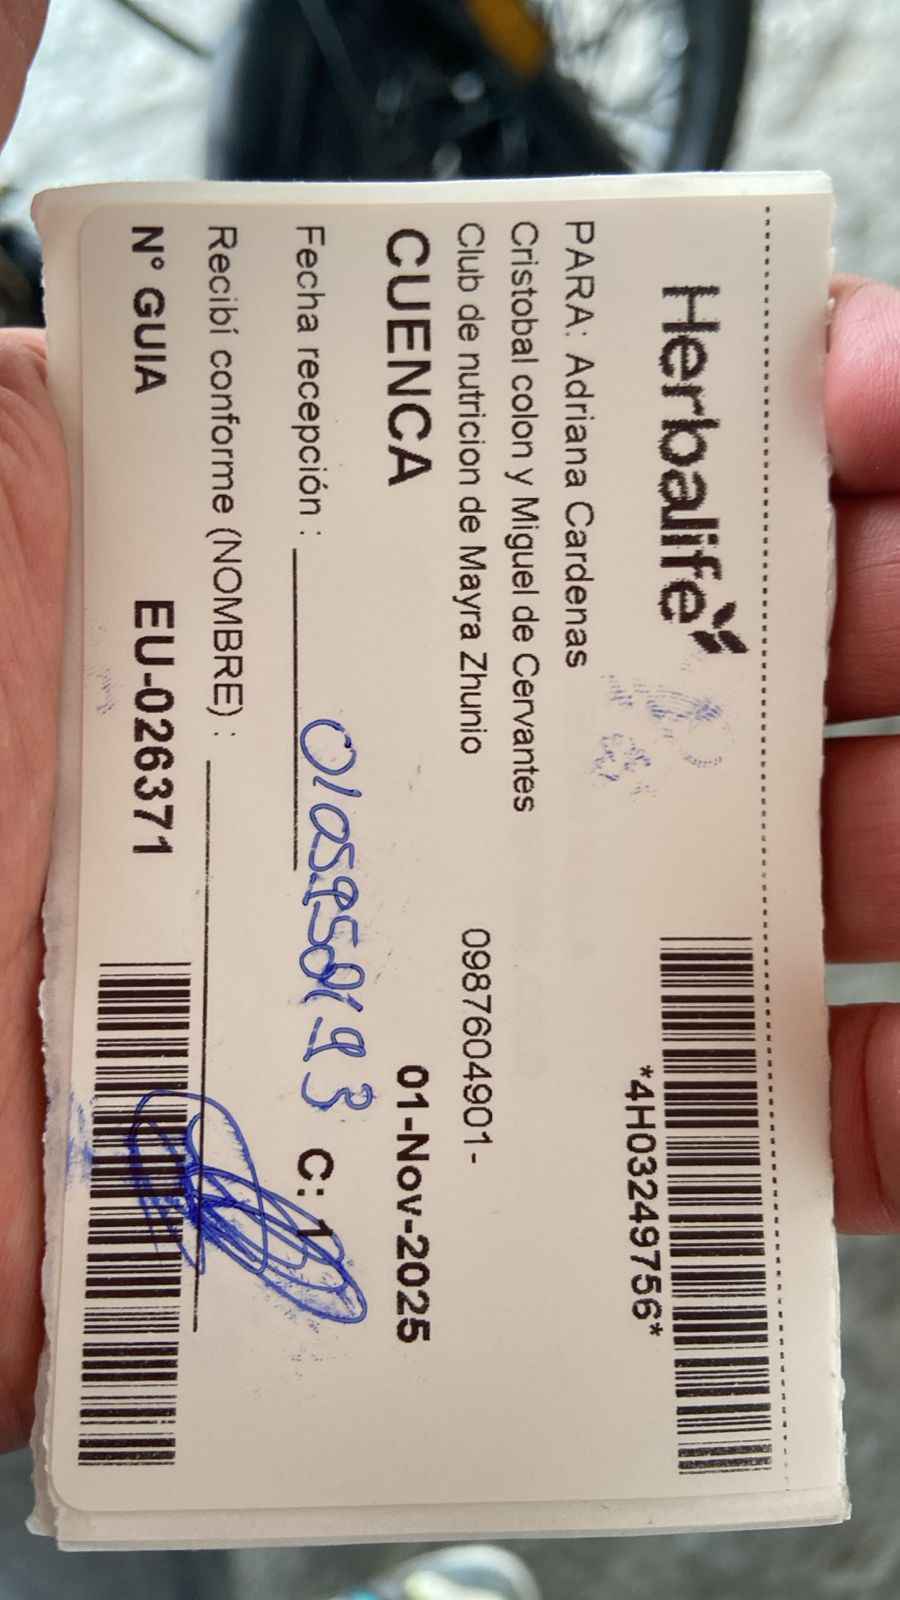 Herbalife
*4H03249756*
PARA: Adriana Cardenas
Cristobal colon y Miguel de Cervantes
Club de nutricion de Mayra Zhunio 0987604901-
CUENCA 01-Nov-2025
Fecha recepción : C: 1
Recibí conforme (NOMBRE) :
N° GUIA EU-026371